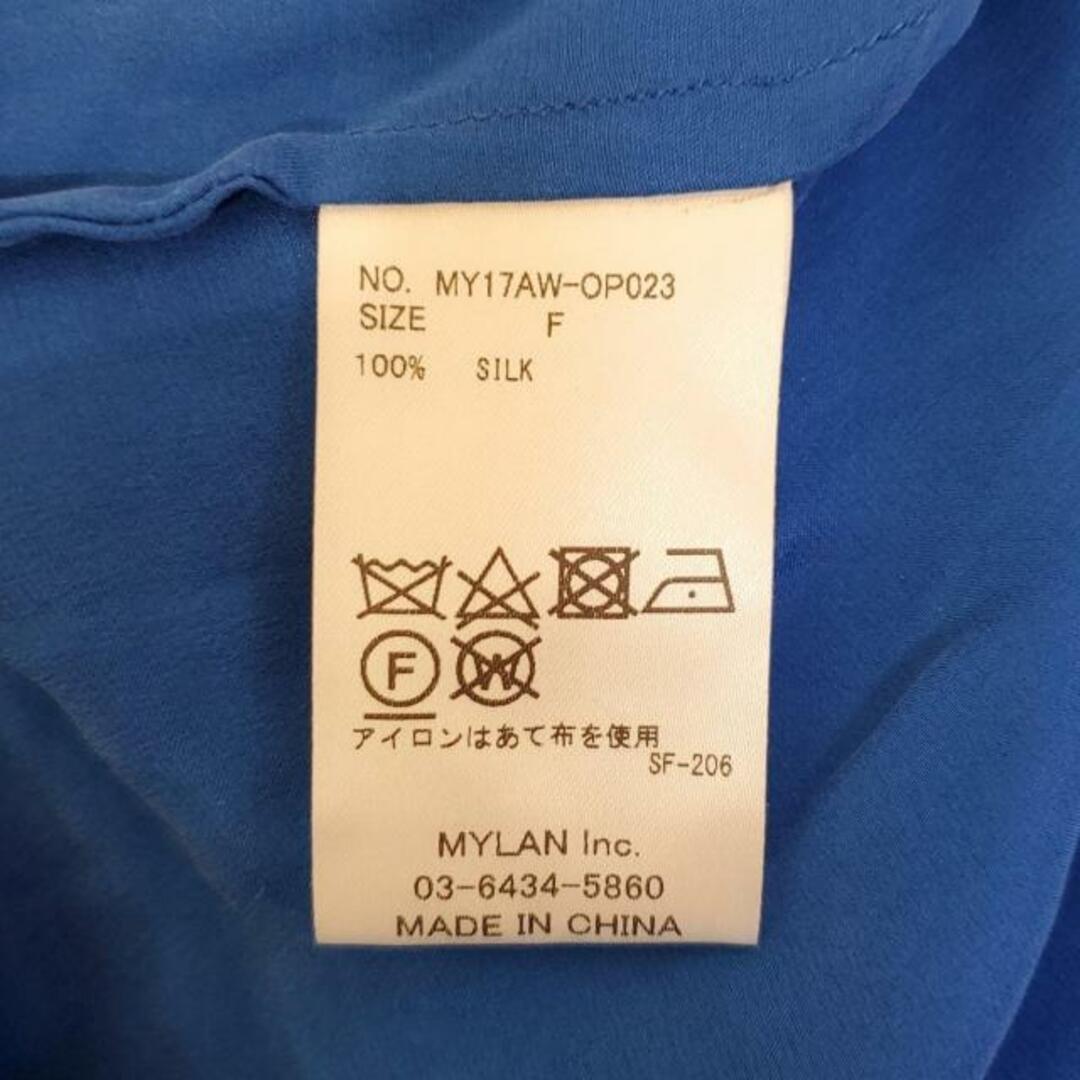 NO. MY17AW-OP023
SIZE F
100% SILK
F W
アイロンはあて布を使用
SF-206
MYLAN Inc.
03-6434-5860
MADE IN CHINA